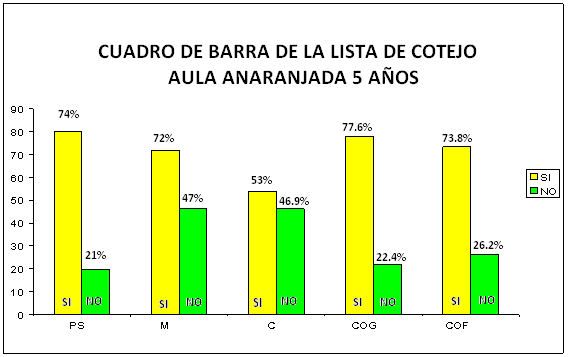 CUADRO DE BARRA DE LA LISTA DE COTEJO
AULA ANARANJADA 5 AÑOS
90
80
70
60
50
40
30
20
10
0
74%
21%
72%
47%
53%
46.9%
77.6%
22.4%
73.8%
26.2%
SI NO
SI NO
SI NO
SI NO
SI NO
PS M C COG COF
SI
NO